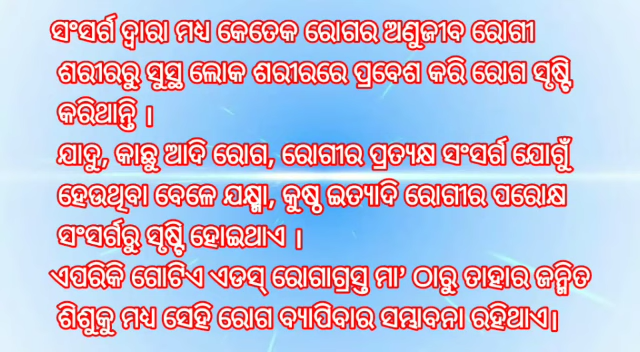 ସଂସର୍ଗ ଦ୍ୱାରା ମଧ୍ୟ କେତେକ ରୋଗର ଅଣୁଜୀବ ରୋଗୀ
ଶରୀରରୁ ସୁସ୍ଥ ଲୋକ ଶରୀରରେ ପ୍ରବେଶ କରି ରୋଗ ସୃଷ୍ଟି
କରିଥାନ୍ତି ।
ଯାଦୁ, କାଛୁ ଆଦି ରୋଗ, ରୋଗୀର ପ୍ରତ୍ୟକ୍ଷ ସଂସର୍ଗ ଯୋଗୁଁ
ହେଉଥିବା ବେଳେ ଯକ୍ଷ୍ମା, କୁଷ୍ଠ ଇତ୍ୟାଦି ରୋଗୀର ପରୋକ୍ଷ
ସଂସର୍ଗରୁ ସୃଷ୍ଟି ହୋଇଥାଏ ।
ଏପରିକି ଗୋଟିଏ ଏଡସ୍ ରୋଗାଗ୍ରସ୍ତ ମା’ ଠାରୁ ତାହାର ଜନ୍ମିତ
ଶିଶୁକୁ ମଧ୍ୟ ସେହି ରୋଗ ବ୍ୟାପିବାର ସମ୍ଭାବନା ରହିଥାଏ।